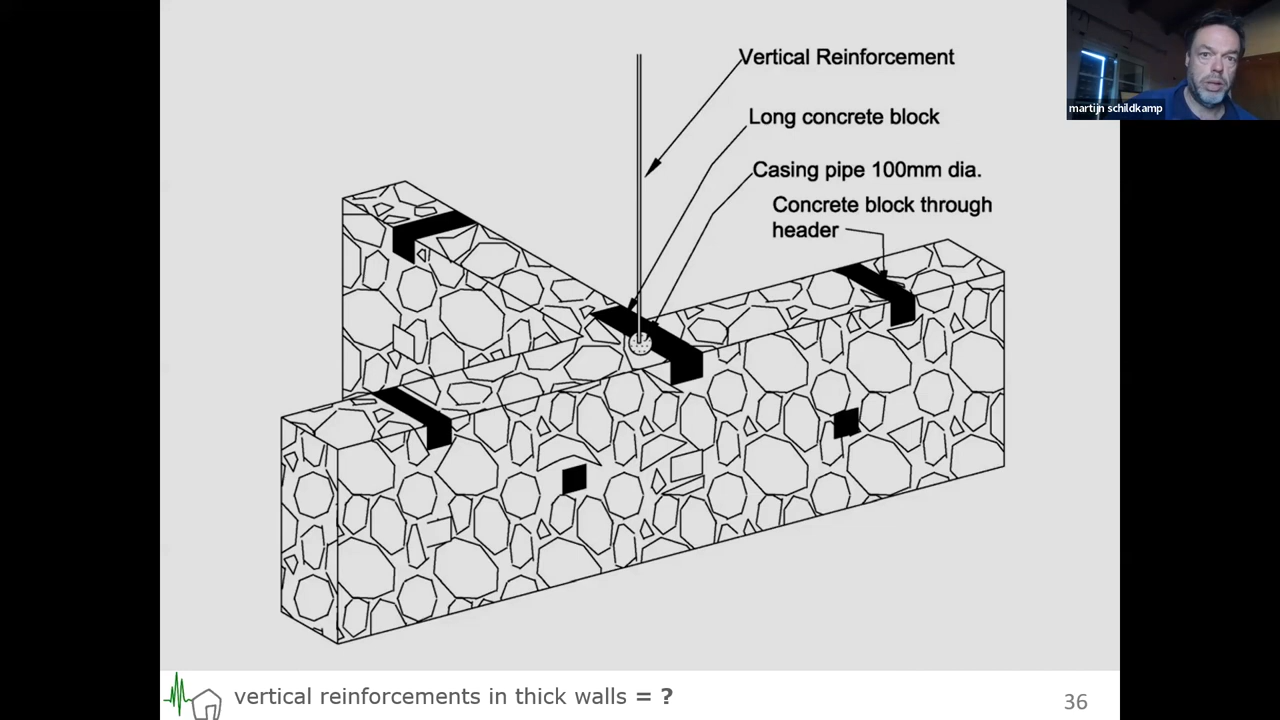 Vertical Reinforcement
martijn schildkamp
Long concrete block
Casing pipe 100mm dia.
Concrete block through
header
vertical reinforcements in thick walls = ?
36